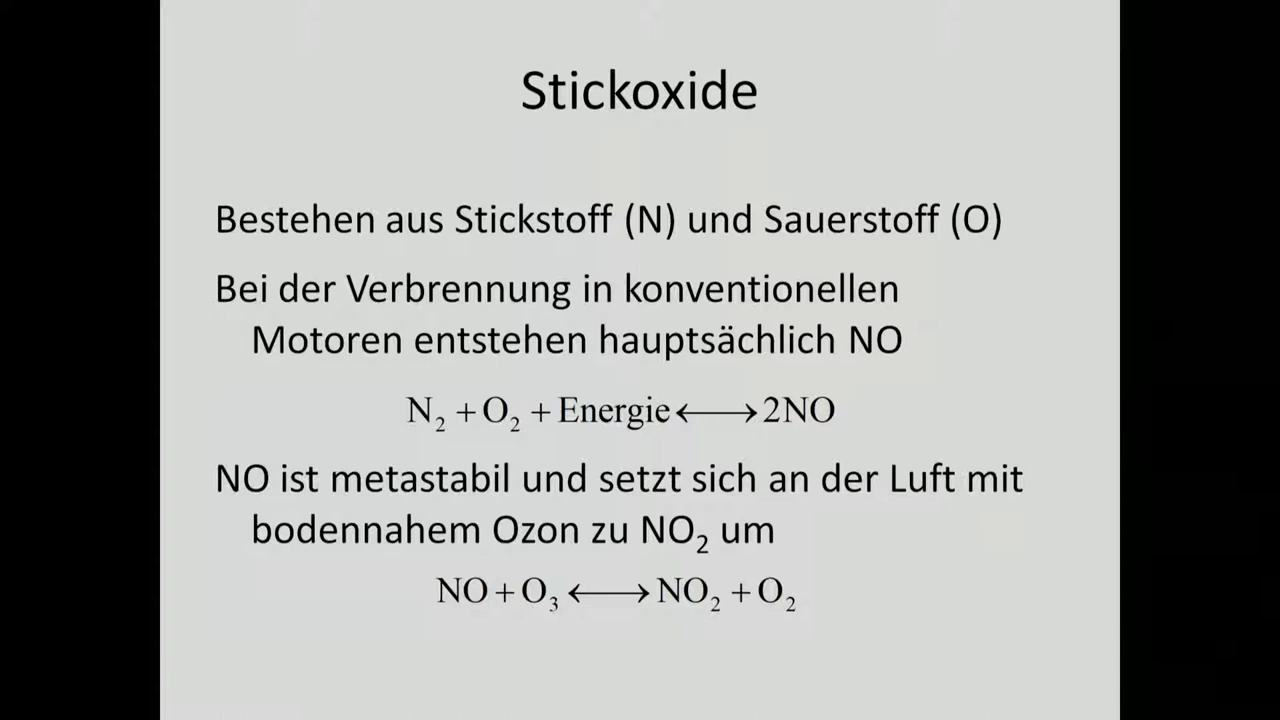 Stickoxide
Bestehen aus Stickstoff (N) und Sauerstoff (O)
Bei der Verbrennung in konventionellen
Motoren entstehen hauptsächlich NO
N₂ + O₂ + Energie ⟷ 2NO
NO ist metastabil und setzt sich an der Luft mit
bodennahem Ozon zu NO₂ um
NO + O₃ ⟷ NO₂ + O₂